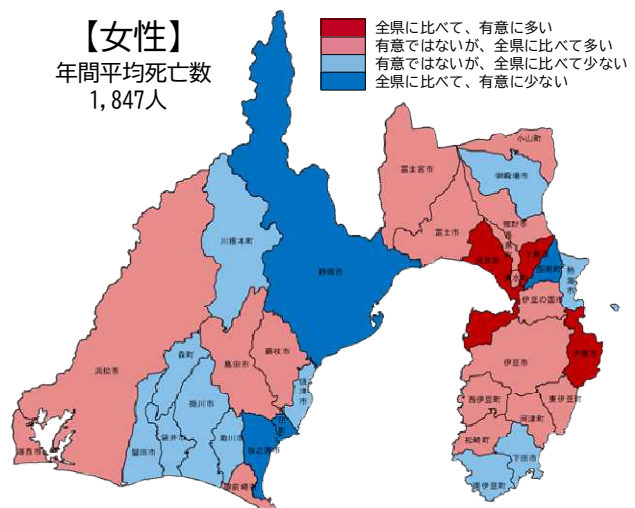 【女性】
年間平均死亡数
1,847人
全県に比べて、有意に多い
有意ではないが、全県に比べて多い
有意ではないが、全県に比べて少ない
全県に比べて、有意に少ない
小山町
御殿場市
富士宮市
裾野市
富士市
川根本町
静岡市
函南町
熱海市
伊豆の国市
浜松市
森町
島田市
藤枝市
伊豆市
伊東市
掛川市
焼津市
西伊豆町
東伊豆町
河津町
袋井市
菊川市
磐田市
牧之原市
松崎町
湖西市
下田市
御前崎市
南伊豆町